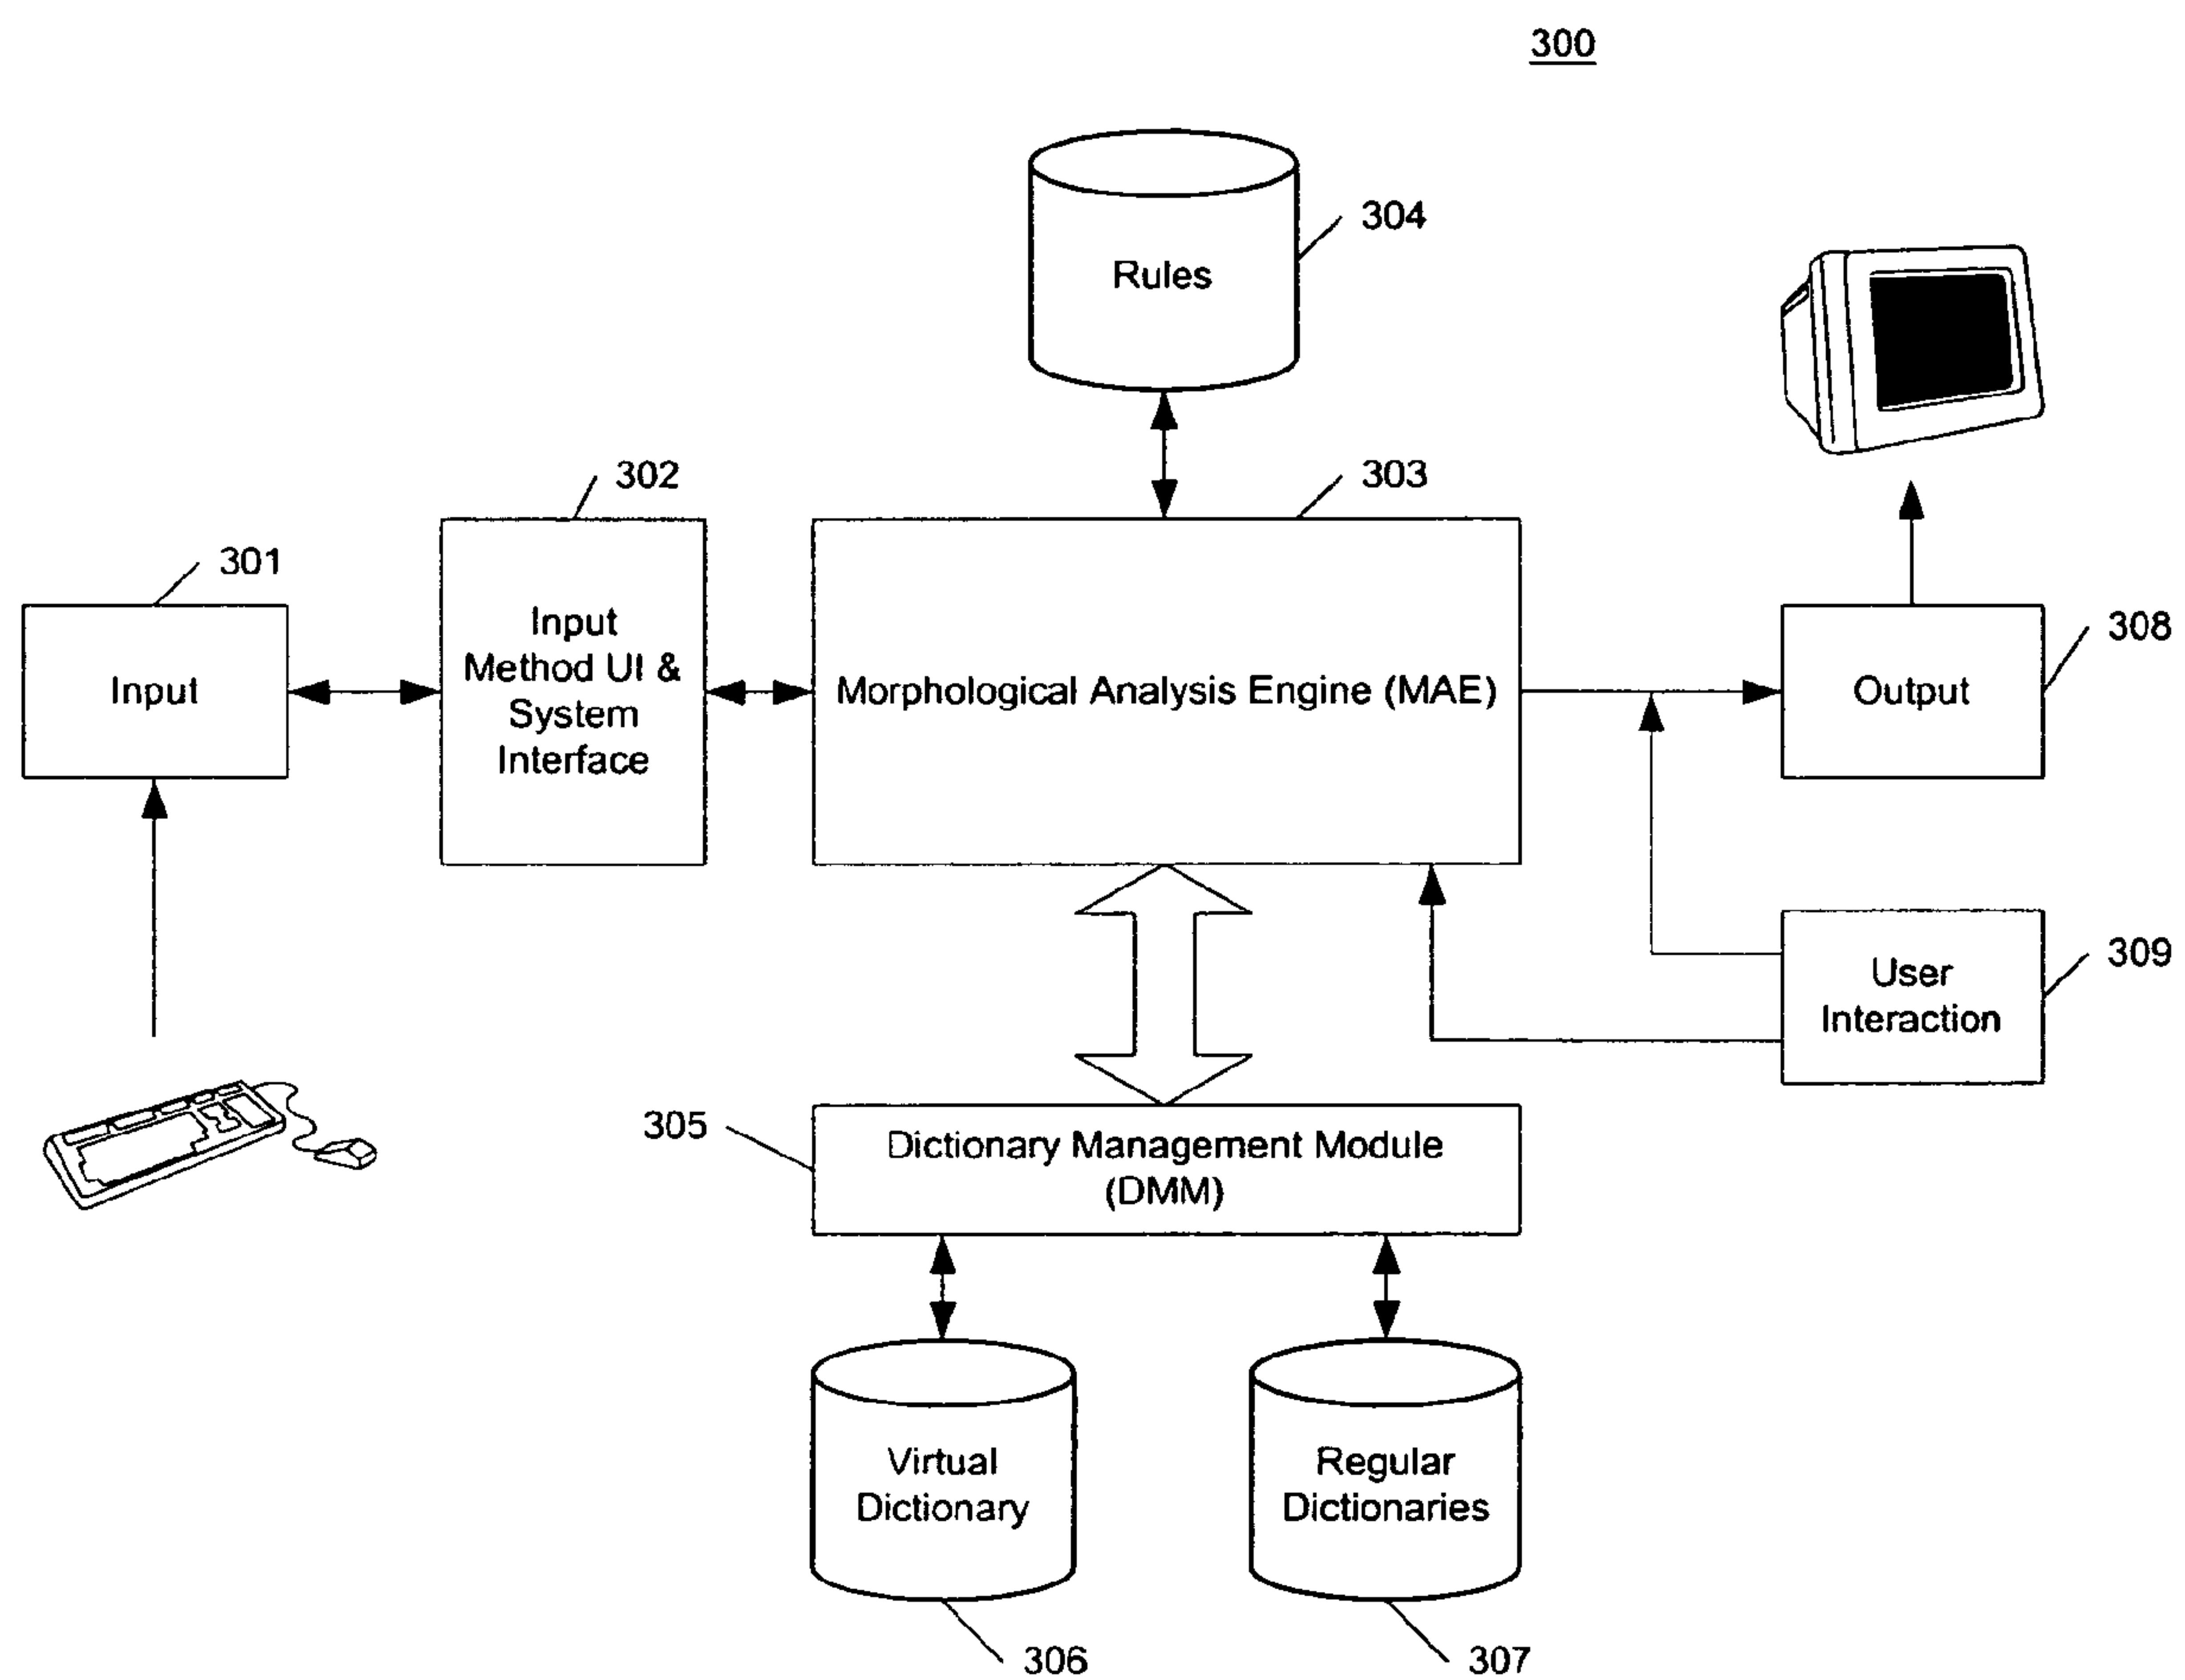 300
304
Rules
302
303
301
Input
Input
Method UI &
System
Interface
Morphological Analysis Engine (MAE)
308
Output
309
User
Interaction
305
Dictionary Management Module
(DMM)
Virtual
Dictionary
Regular
Dictionaries
306
307